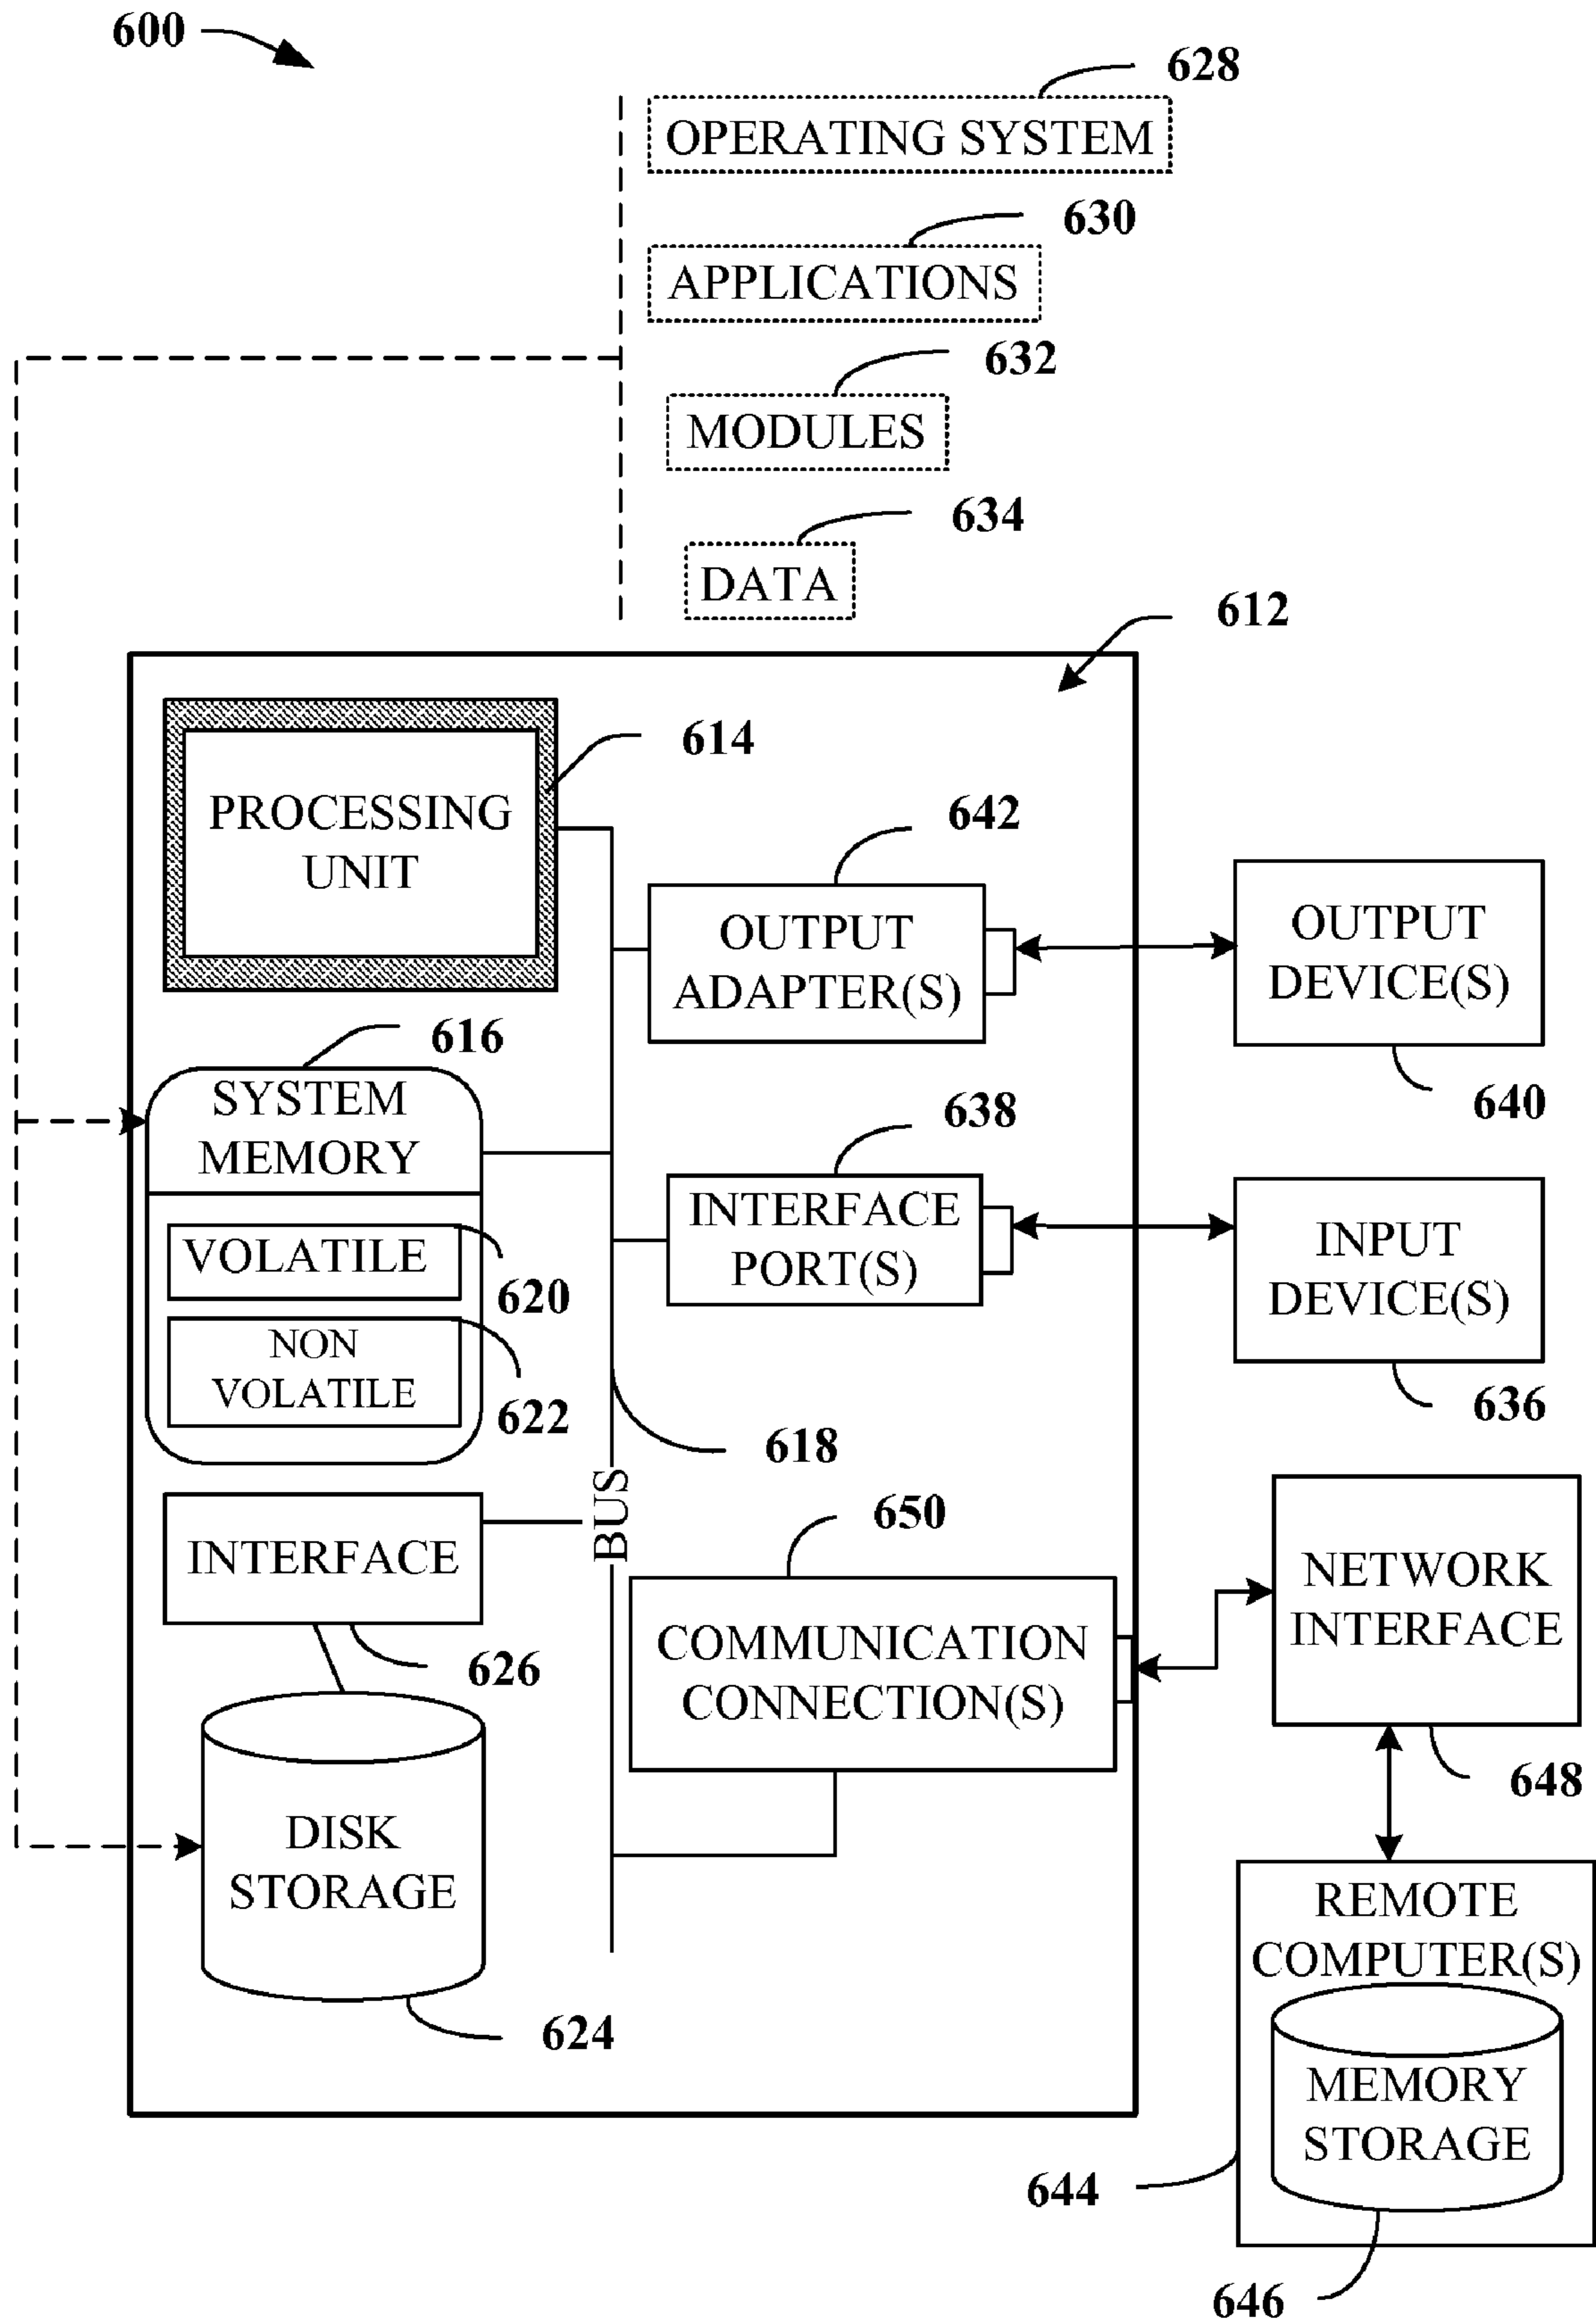 600
628
OPERATING SYSTEM
630
APPLICATIONS
632
MODULES
634
DATA
612
614
PROCESSING
UNIT
642
OUTPUT
ADAPTER(S)
OUTPUT
DEVICE(S)
640
616
SYSTEM
MEMORY
VOLATILE
620
NON
VOLATILE
622
638
INTERFACE
PORT(S)
INPUT
DEVICE(S)
636
618
BUS
INTERFACE
626
650
COMMUNICATION
CONNECTION(S)
NETWORK
INTERFACE
648
DISK
STORAGE
624
REMOTE
COMPUTER(S)
MEMORY
STORAGE
644
646